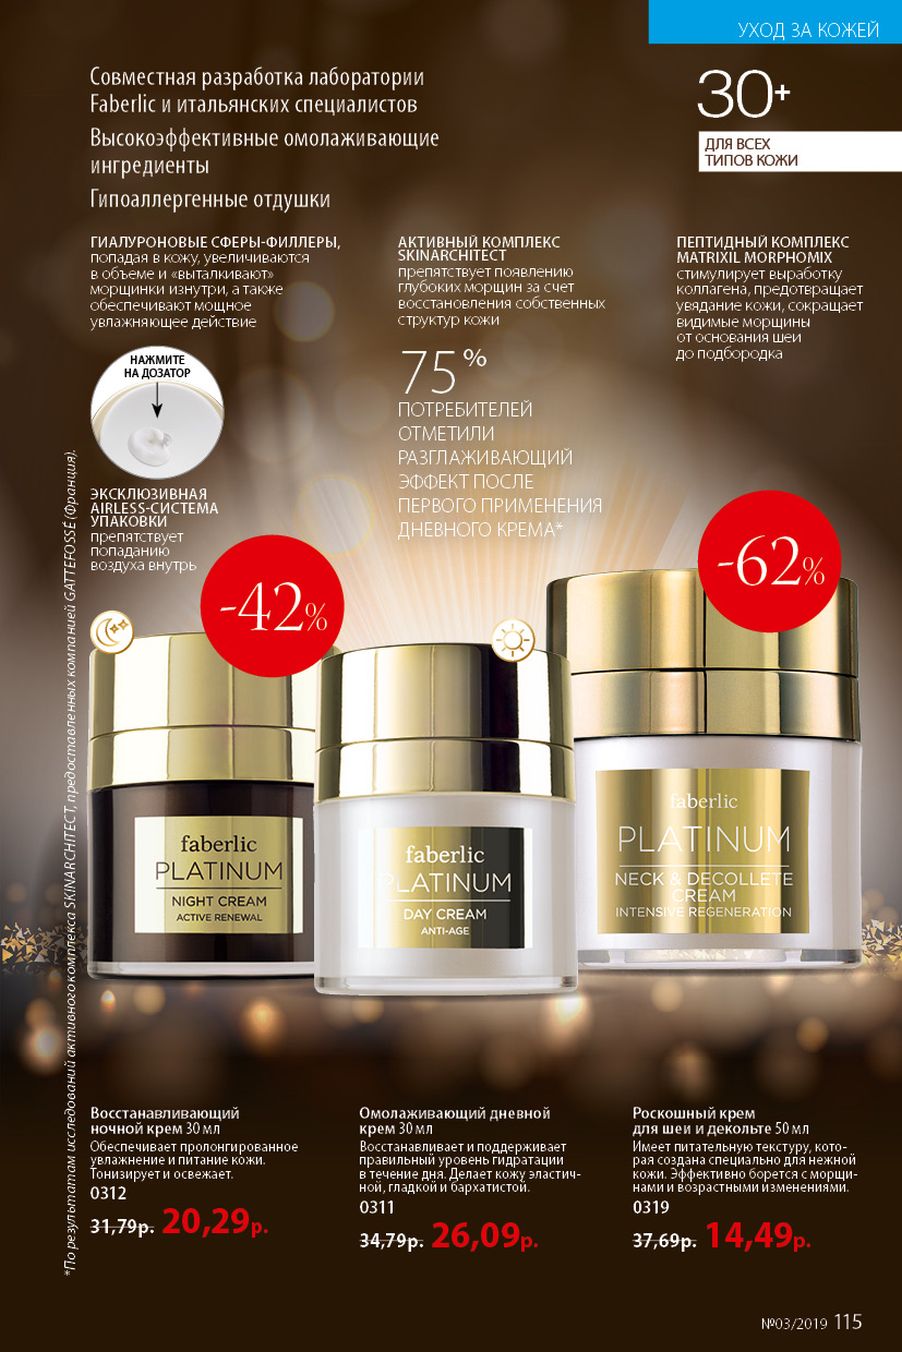 УХОД ЗА КОЖЕЙ
Совместная разработка лаборатории
Faberlic и итальянских специалистов
Высокоэффективные омолаживающие
ингредиенты
Гипоаллергенные отдушки
30+
ДЛЯ ВСЕХ
ТИПОВ КОЖИ
ГИАЛУРОНОВЫЕ СФЕРЫ-ФИЛЛЕРЫ,
попадая в кожу, увеличиваются
в объеме и «выталкивают»
морщинки изнутри, а также
обеспечивают мощное
увлажняющее действие
АКТИВНЫЙ КОМПЛЕКС
SKINARCHITECT
препятствует появлению
глубоких морщин за счет
восстановления собственных
структур кожи
ПЕПТИДНЫЙ КОМПЛЕКС
MATRIXIL MORPHOMIX
стимулирует выработку
коллагена, предотвращает
увядание кожи, сокращает
видимые морщины
от основания шеи
до подбородка
НАЖМИТЕ
НА ДОЗАТОР
ЭКСКЛЮЗИВНАЯ
AIRLESS-СИСТЕМА
УПАКОВКИ
препятствует
попаданию
воздуха внутрь
75%
ПОТРЕБИТЕЛЕЙ
ОТМЕТИЛИ
РАЗГЛАЖИВАЮЩИЙ
ЭФФЕКТ ПОСЛЕ
ПЕРВОГО ПРИМЕНЕНИЯ
ДНЕВНОГО КРЕМА*
-42%
-62%
faberlic
PLATINUM
NIGHT CREAM
ACTIVE RENEWAL
faberlic
PLATINUM
DAY CREAM
ANTI-AGE
faberlic
PLATINUM
NECK & DECOLLETE
CREAM
INTENSIVE REGENERATION
*По результатам исследований активного комплекса SKINARCHITECT, предоставленных компанией GATTEFOSSÉ (Франция).
Восстанавливающий
ночной крем 30 мл
Обеспечивает пролонгированное
увлажнение и питание кожи.
Тонизирует и освежает.
0312
31,79р. 20,29р.
Омолаживающий дневной
крем 30 мл
Восстанавливает и поддерживает
правильный уровень гидратации
в течение дня. Делает кожу эластич-
ной, гладкой и бархатистой.
0311
34,79р. 26,09р.
Роскошный крем
для шеи и декольте 50 мл
Имеет питательную текстуру, кото-
рая создана специально для нежной
кожи. Эффективно борется с морщи-
нами и возрастными изменениями.
0319
37,69р. 14,49р.
№03/2019 115